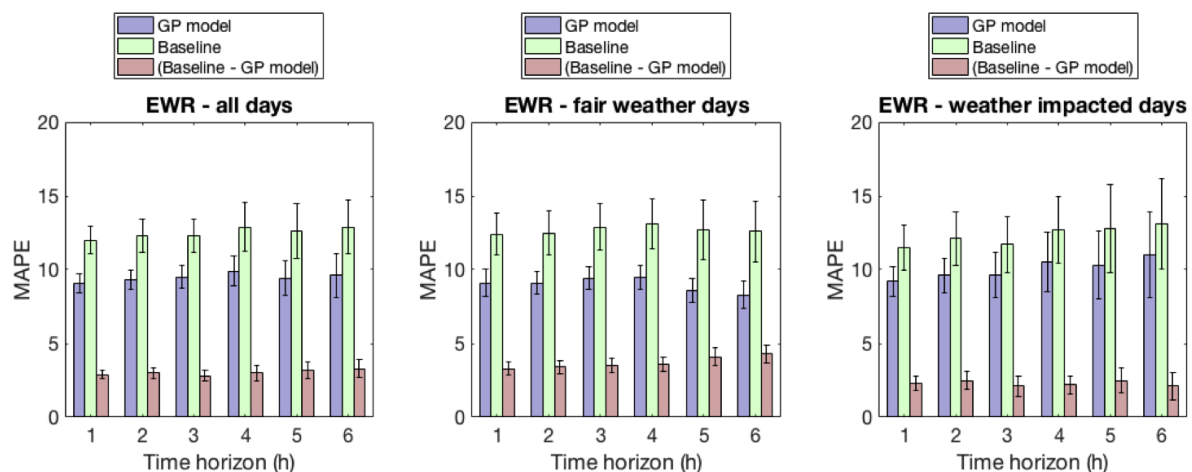 GP model
Baseline
(Baseline - GP model)
EWR - all days
20
15
10
5
0
MAPE
1 2 3 4 5 6
Time horizon (h)
GP model
Baseline
(Baseline - GP model)
EWR - fair weather days
20
15
10
5
0
MAPE
1 2 3 4 5 6
Time horizon (h)
GP model
Baseline
(Baseline - GP model)
EWR - weather impacted days
20
15
10
5
0
MAPE
1 2 3 4 5 6
Time horizon (h)